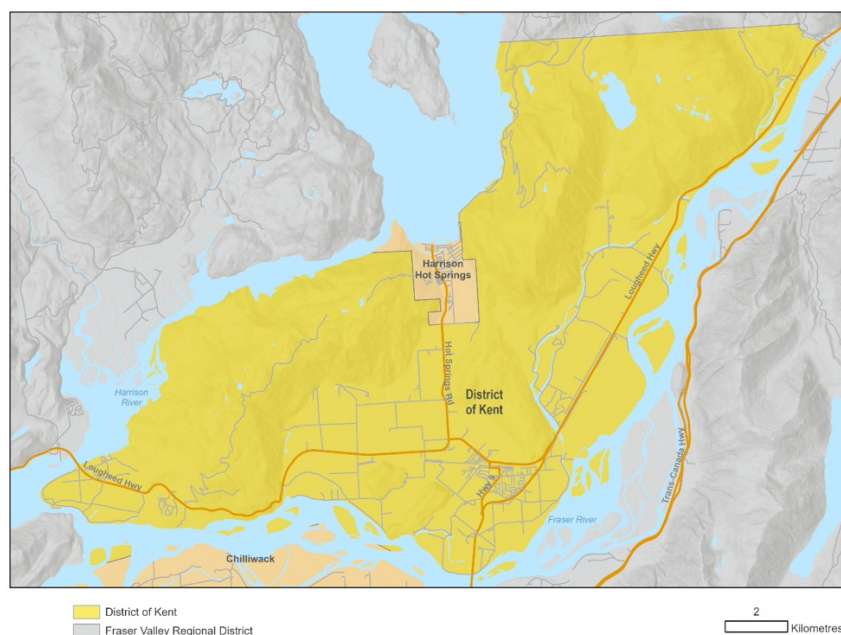 Harrison
Hot Springs
Lougheed Hwy
Hot Springs Rd
District
of Kent
Harrison
River
Lougheed Hwy
Hwy 9
Trans-Canada Hwy
Fraser River
Chilliwack
District of Kent
Fraser Valley Regional District
2
Kilometres